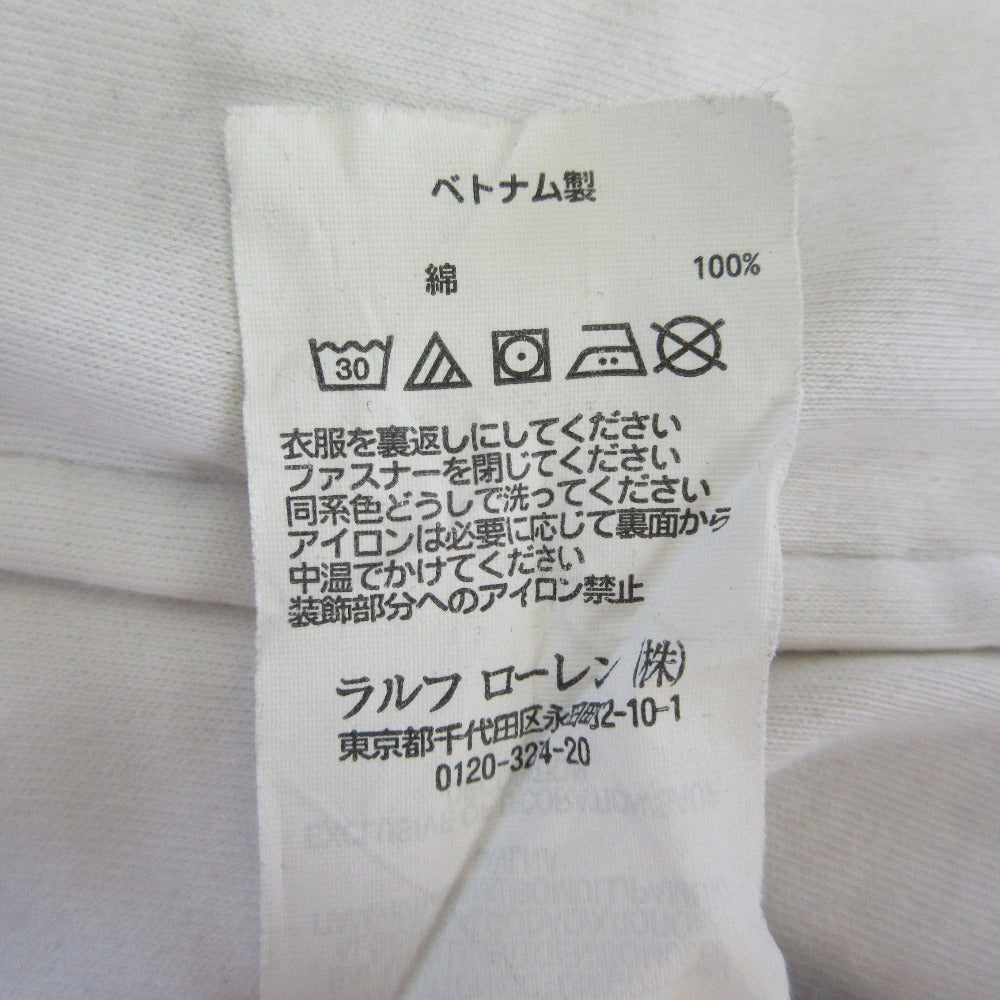 ベトナム製
綿 100%
30
衣服を裏返しにしてください
ファスナーを閉じてください
同系色どうしで洗ってください
アイロンは必要に応じて裏面から
中温でかけてください
装飾部分へのアイロン禁止
ラルフ ローレン(株)
東京都千代田区永田町2-10-1
0120-324-20